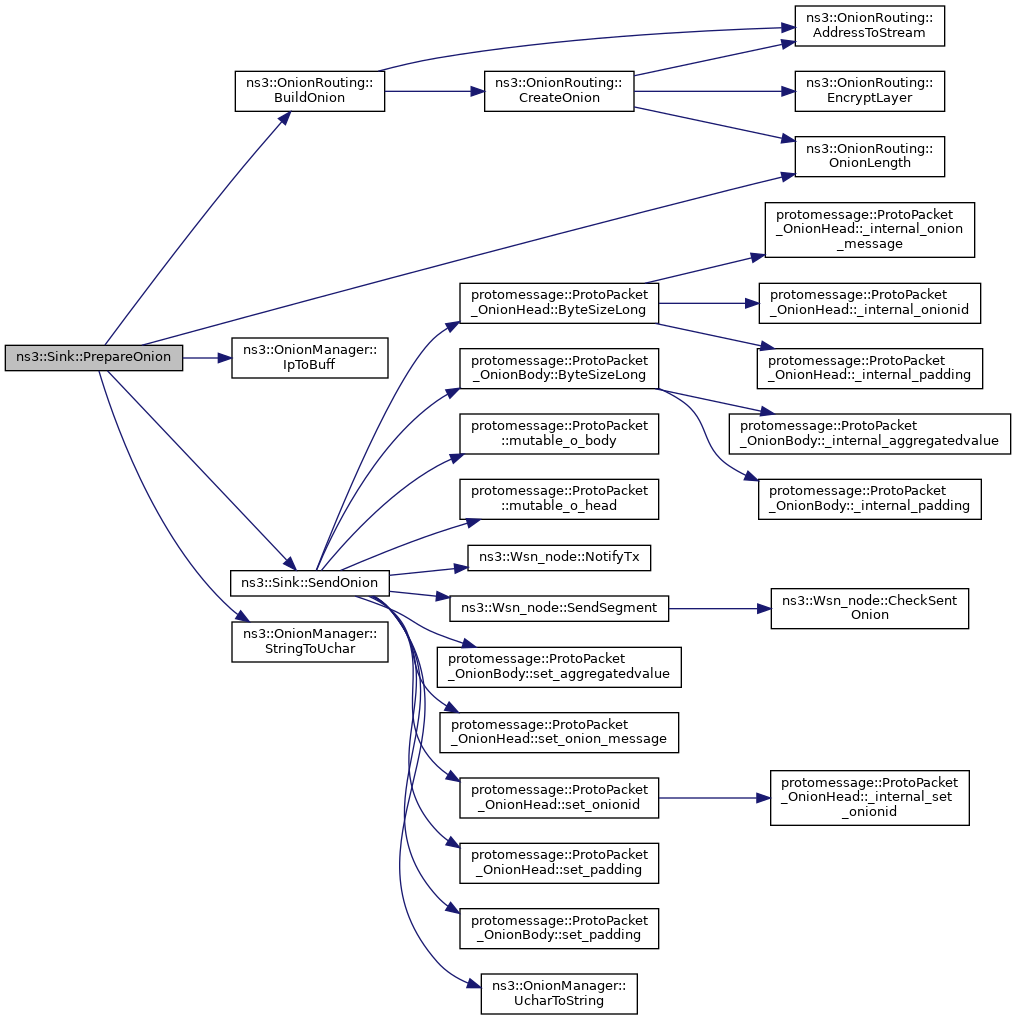 ns3::OnionRouting::
AddressToStream
ns3::OnionRouting::
BuildOnion
ns3::OnionRouting::
CreateOnion
ns3::OnionRouting::
EncryptLayer
ns3::OnionRouting::
OnionLength
protomessage::ProtoPacket
_OnionHead::_internal_onion
_message
protomessage::ProtoPacket
_OnionHead::ByteSizeLong
protomessage::ProtoPacket
_OnionHead::_internal_onionid
ns3::Sink::PrepareOnion
ns3::OnionManager::
IpToBuff
protomessage::ProtoPacket
_OnionBody::ByteSizeLong
protomessage::ProtoPacket
_OnionHead::_internal_padding
protomessage::ProtoPacket
::mutable_o_body
protomessage::ProtoPacket
_OnionBody::_internal_aggregatedvalue
protomessage::ProtoPacket
::mutable_o_head
protomessage::ProtoPacket
_OnionBody::_internal_padding
ns3::Wsn_node::NotifyTx
ns3::Sink::SendOnion
ns3::Wsn_node::SendSegment
ns3::Wsn_node::CheckSent
Onion
ns3::OnionManager::
StringToUchar
protomessage::ProtoPacket
_OnionBody::set_aggregatedvalue
protomessage::ProtoPacket
_OnionHead::set_onion_message
protomessage::ProtoPacket
_OnionHead::set_onionid
protomessage::ProtoPacket
_OnionHead::_internal_set
_onionid
protomessage::ProtoPacket
_OnionHead::set_padding
protomessage::ProtoPacket
_OnionBody::set_padding
ns3::OnionManager::
UcharToString